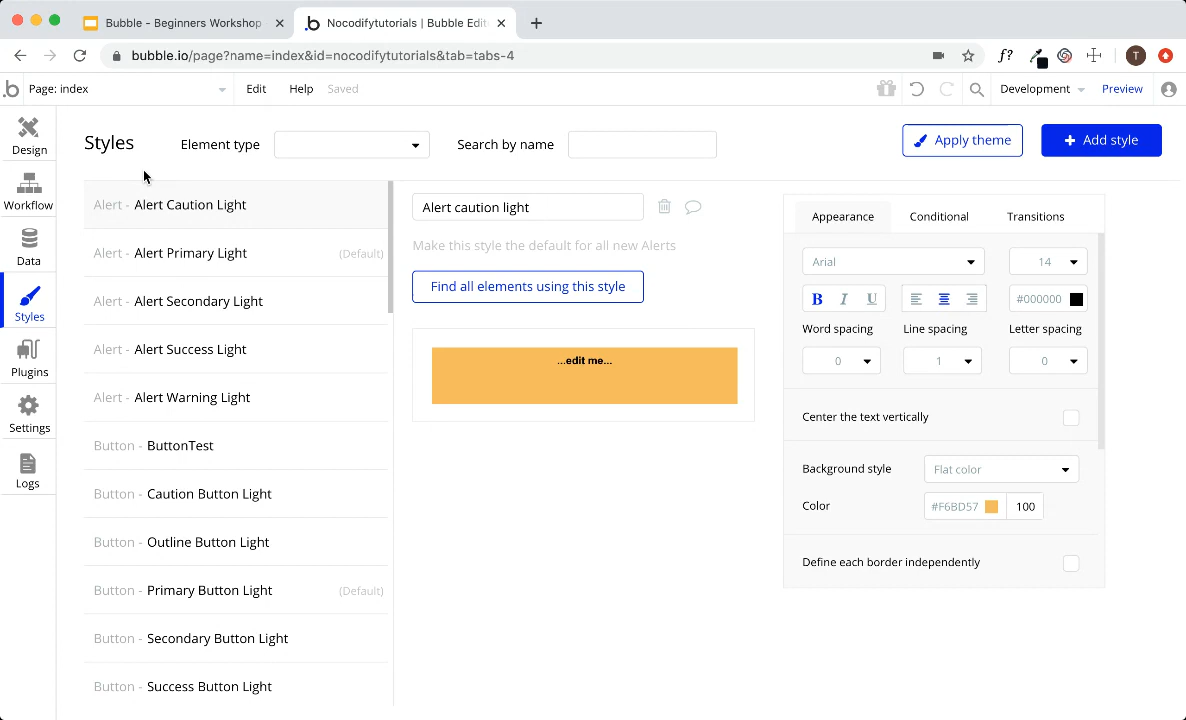 Bubble - Beginners Workshop
Nocodifytutorials | Bubble Edit
bubble.io/page?name=index&id=nocodifytutorials&tab=tabs-4
f?
T
b
Page: index
Edit
Help
Saved
Development
Preview
Design
Workflow
Data
Styles
Plugins
Settings
Logs
Styles
Element type
Search by name
Apply theme
+ Add style
Alert - Alert Caution Light
Alert - Alert Primary Light (Default)
Alert - Alert Secondary Light
Alert - Alert Success Light
Alert - Alert Warning Light
Button - ButtonTest
Button - Caution Button Light
Button - Outline Button Light
Button - Primary Button Light (Default)
Button - Secondary Button Light
Button - Success Button Light
Alert caution light
Make this style the default for all new Alerts
Find all elements using this style
...edit me...
Appearance
Conditional
Transitions
Arial
14
B I U
#000000
Word spacing
Line spacing
Letter spacing
0
1
0
Center the text vertically
Background style
Flat color
Color
#F6BD57
100
Define each border independently